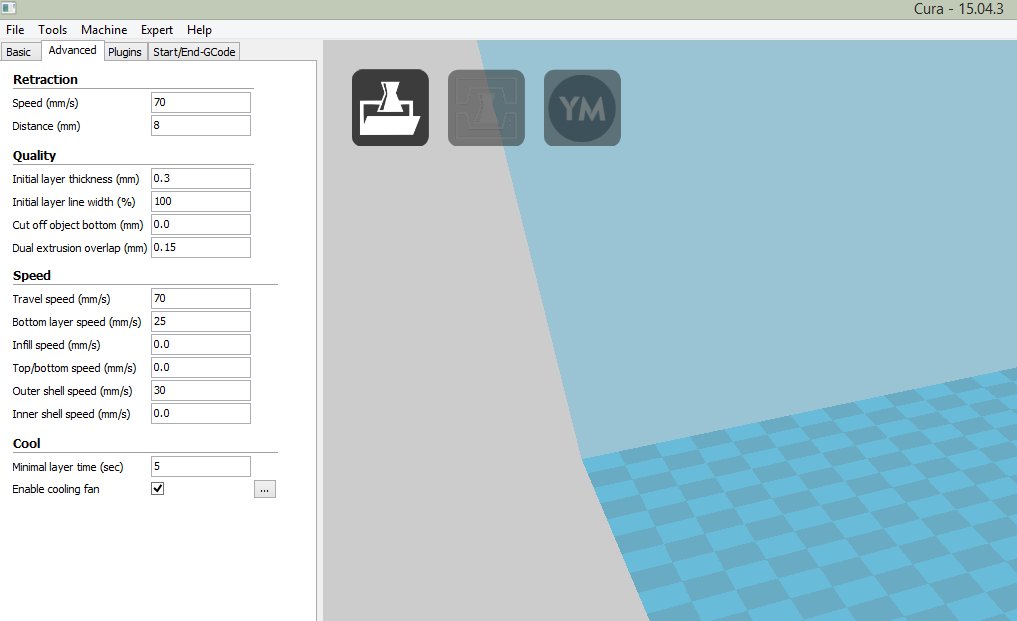 Cura - 15.04.3
File Tools Machine Expert Help
Basic Advanced Plugins Start/End-GCode
Retraction
Speed (mm/s) 70
Distance (mm) 8
Quality
Initial layer thickness (mm) 0.3
Initial layer line width (%) 100
Cut off object bottom (mm) 0.0
Dual extrusion overlap (mm) 0.15
Speed
Travel speed (mm/s) 70
Bottom layer speed (mm/s) 25
Infill speed (mm/s) 0.0
Top/bottom speed (mm/s) 0.0
Outer shell speed (mm/s) 30
Inner shell speed (mm/s) 0.0
Cool
Minimal layer time (sec) 5
Enable cooling fan ...
YM